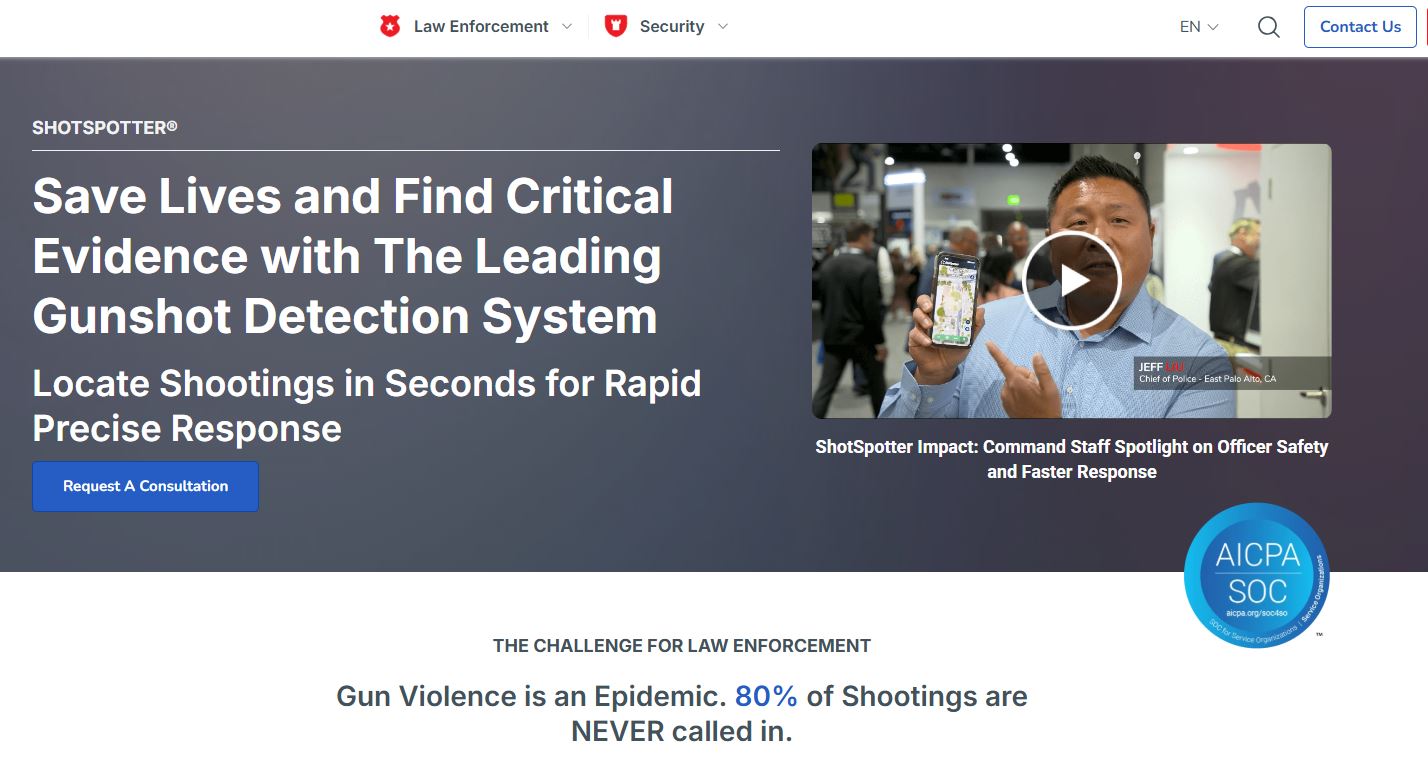 Law Enforcement
Security
EN
Contact Us
SHOTSPOTTER®
Save Lives and Find Critical
Evidence with The Leading
Gunshot Detection System
Locate Shootings in Seconds for Rapid
Precise Response
Request A Consultation
JEFF LIU
Chief of Police - East Palo Alto, CA
ShotSpotter Impact: Command Staff Spotlight on Officer Safety
and Faster Response
AICPA
SOC
aicpa.org/soc4so
SOC for Service Organizations | Service Organizations
TM
THE CHALLENGE FOR LAW ENFORCEMENT
Gun Violence is an Epidemic. 80% of Shootings are
NEVER called in.